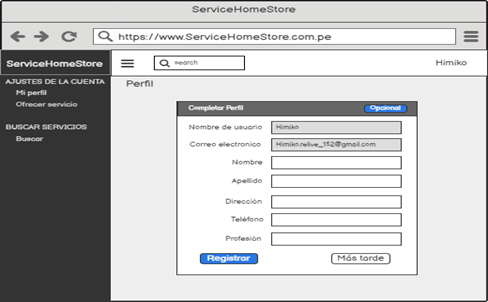 ServiceHomeStore
https://www.ServiceHomeStore.com.pe
ServiceHomeStore
search
Himiko
AJUSTES DE LA CUENTA
Mi perfil
Ofrecer servicio
BUSCAR SERVICIOS
Buscar
Perfil
Completar Perfil
Opcional
Nombre de usuario
Himiko
Correo electronico
Himiko.relive_152@gmail.com
Nombre
Apellido
Dirección
Teléfono
Profesión
Registrar
Más tarde